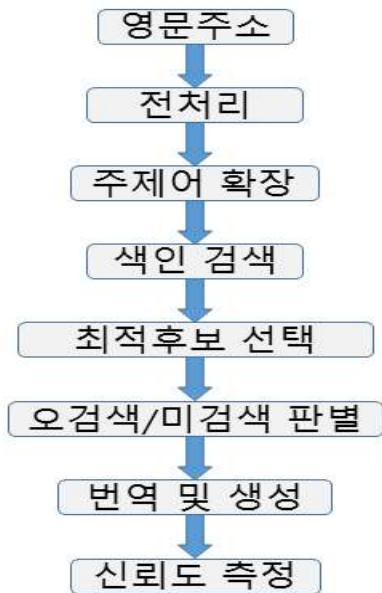 영문주소
전처리
주제어 확장
색인 검색
최적후보 선택
오검색/미검색 판별
번역 및 생성
신뢰도 측정